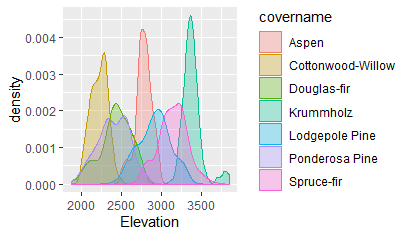 covername
Aspen
Cottonwood-Willow
Douglas-fir
Krummholz
Lodgepole Pine
Ponderosa Pine
Spruce-fir
density
0.004
0.003
0.002
0.001
0.000
2000 2500 3000 3500
Elevation